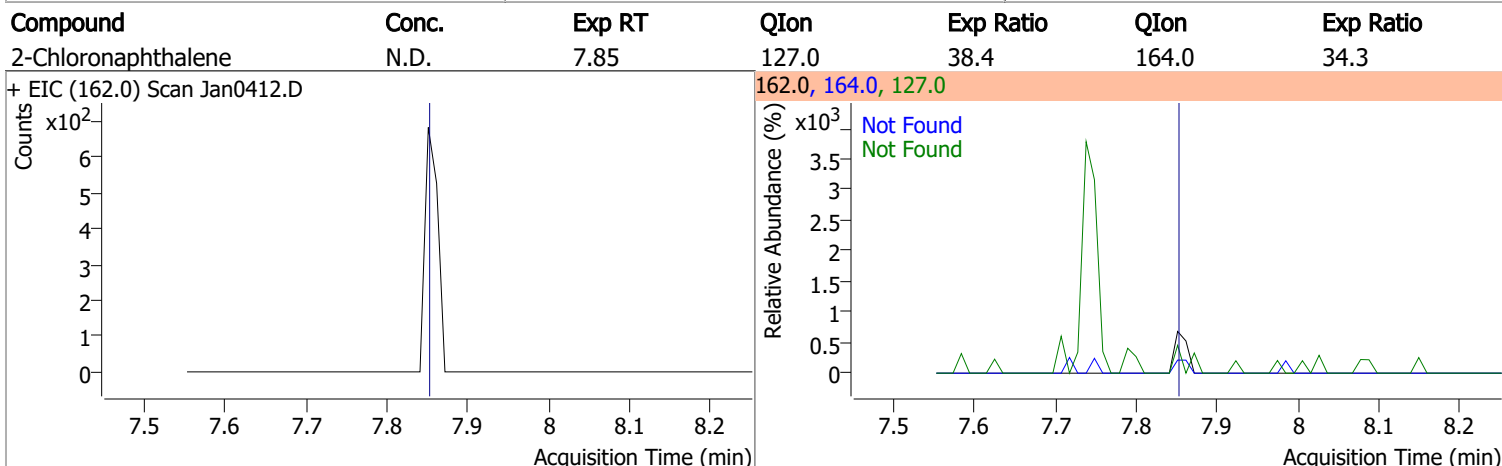 Compound Conc. Exp RT QIon Exp Ratio QIon Exp Ratio
2-Chloronaphthalene N.D. 7.85 127.0 38.4 164.0 34.3
+ EIC (162.0) Scan Jan0412.D
Counts
x10²
6
5
4
3
2
1
0
7.5 7.6 7.7 7.8 7.9 8 8.1 8.2
Acquisition Time (min)
162.0, 164.0, 127.0
Relative Abundance (%)
x10³
Not Found
Not Found
3.5
3
2.5
2
1.5
1
0.5
0
7.5 7.6 7.7 7.8 7.9 8 8.1 8.2
Acquisition Time (min)